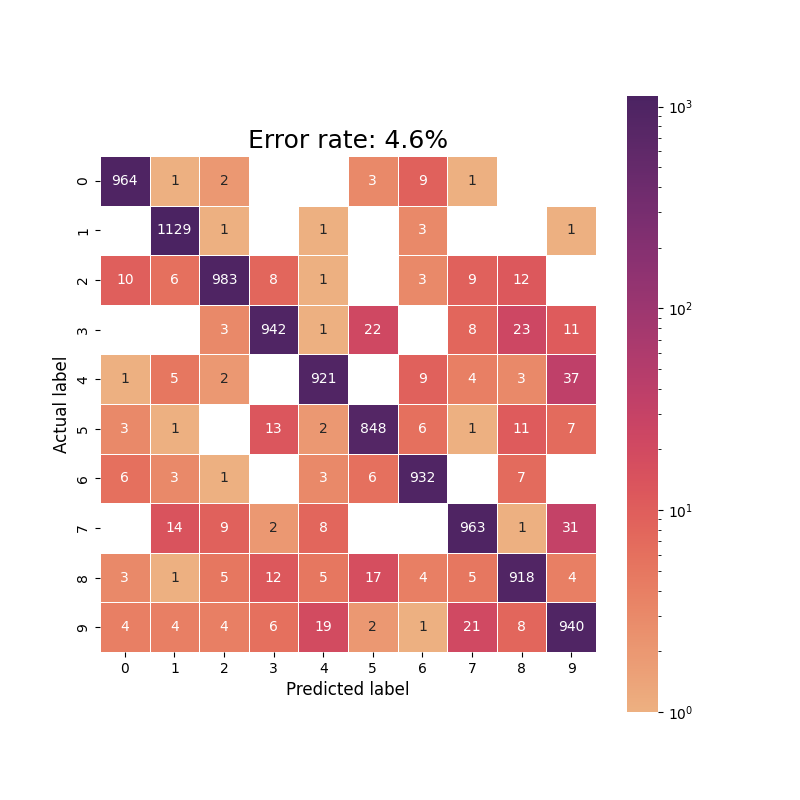 Error rate: 4.6%
0 964 1 2 3 9 1
1 1129 1 1 3 1
2 10 6 983 8 1 3 9 12
3 3 942 1 22 8 23 11
4 1 5 2 921 9 4 3 37
5 3 1 13 2 848 6 1 11 7
6 6 3 1 3 6 932 7
7 14 9 2 8 963 1 31
8 3 1 5 12 5 17 4 5 918 4
9 4 4 4 6 19 2 1 21 8 940
0 1 2 3 4 5 6 7 8 9
Predicted label
Actual label
10³
10²
10¹
10⁰